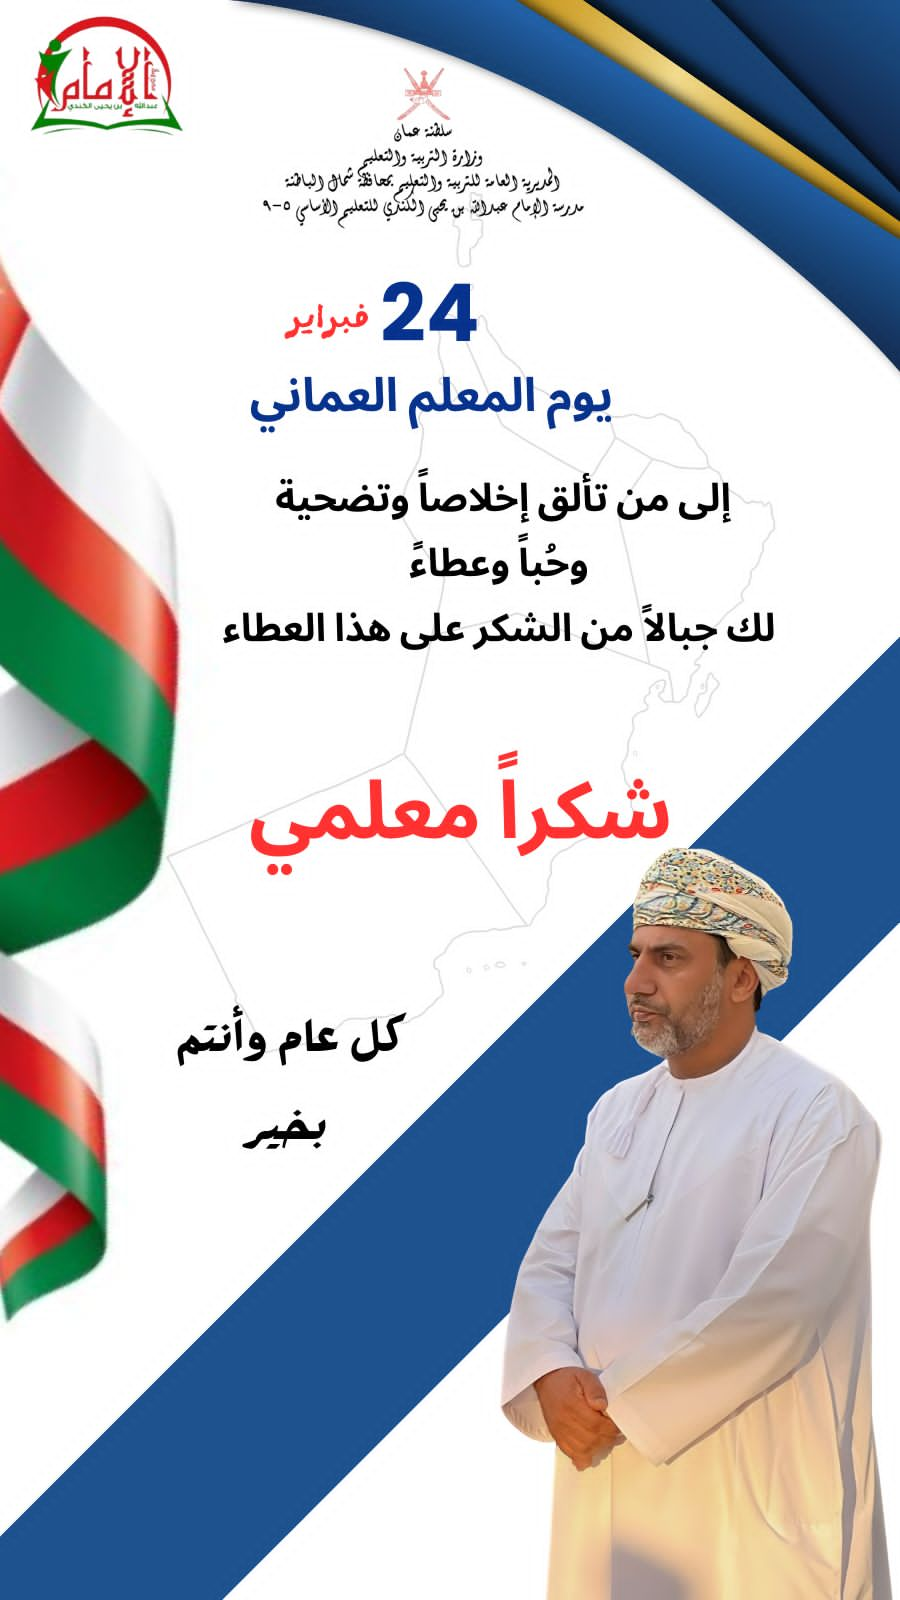 الإمام
عبدالله بن يحيى الكندي
سلطنة عمان
وزارة التربية والتعليم
المديرية العامة للتربية والتعليم بمحافظة شمال الباطنة
مدرسة الإمام عبدالله بن يحيى الكندي للتعليم الأساسي ٥-٩
24 فبراير
يوم المعلم العماني
إلى من تألق إخلاصاً وتضحية
وحُباً وعطاءً
لك جبالاً من الشكر على هذا العطاء
شكراً معلمي
كل عام وأنتم
بخير